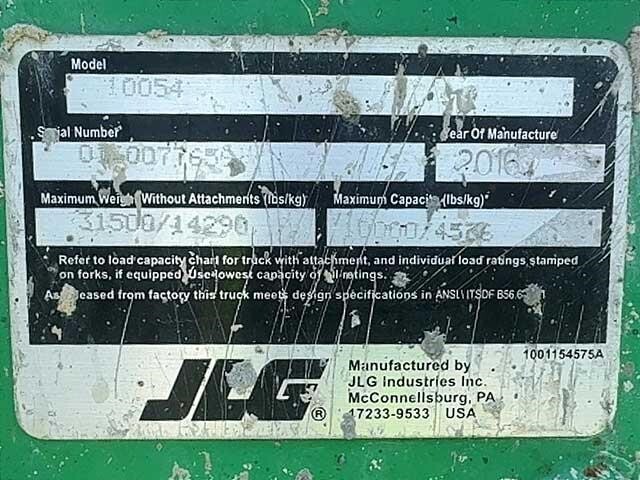 Model
10054
Serial Number
Year Of Manufacture
2016
Maximum Weight Without Attachments (lbs/kg)
Maximum Capacity (lbs/kg)*
31500/14290
10000/4536
Refer to load capacity chart for truck with attachment, and individual load ratings stamped
on forks, if equipped. Use lowest capacity of all ratings.
As released from factory this truck meets design specifications in ANSI \ ITSDF
1001154575A
JLG®
Manufactured by
JLG Industries Inc.
McConnellsburg, PA
17233-9533 USA